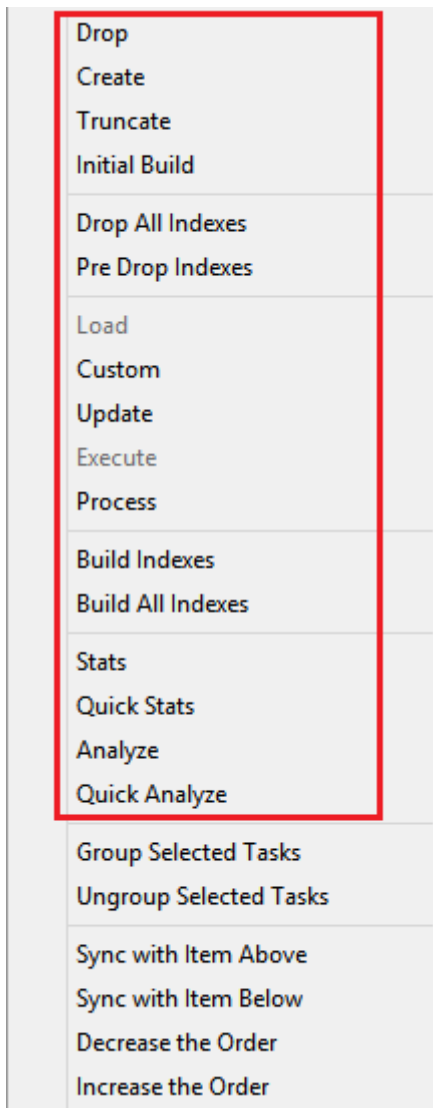 Drop
Create
Truncate
Initial Build
Drop All Indexes
Pre Drop Indexes
Load
Custom
Update
Execute
Process
Build Indexes
Build All Indexes
Stats
Quick Stats
Analyze
Quick Analyze
Group Selected Tasks
Ungroup Selected Tasks
Sync with Item Above
Sync with Item Below
Decrease the Order
Increase the Order